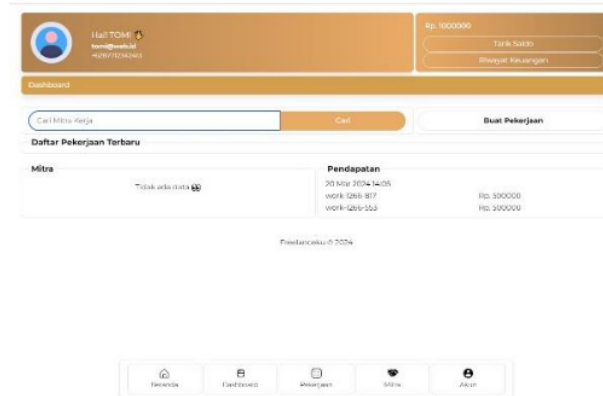 Hai! TOMI
tomi@web.id
Rp. 1000000
Tarik Saldo
Riwayat Keuangan
Dashboard
Cari Mitra Kerja
Cari
Buat Pekerjaan
Daftar Pekerjaan Terbaru
Mitra
Tidak ada data
Pendapatan
20 Mar 2024 14:05
work-1266-817 Rp. 500000
work-1266-553 Rp. 500000
Freelanceku © 2024
Beranda
Dashboard
Pekerjaan
Mitra
Akun